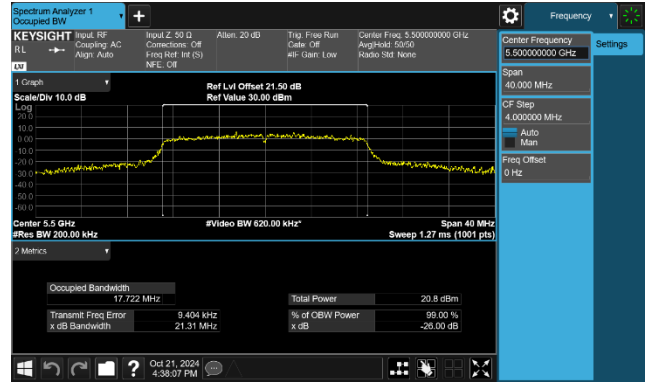 Spectrum Analyzer 1
Occupied BW
Frequency
KEYSIGHT
RL
LXI
Input: RF
Coupling: AC
Align: Auto
Input Z: 50 Ω
Corrections: Off
Freq Ref: Int (S)
NFE: Off
Atten: 20 dB
Trig: Free Run
Gate: Off
#IF Gain: Low
Center Freq: 5.500000000 GHz
Avg|Hold: 50/50
Radio Std: None
Center Frequency
5.500000000 GHz
Settings
Span
40.000 MHz
CF Step
4.000000 MHz
Auto
Man
Freq Offset
0 Hz
1 Graph
Scale/Div 10.0 dB
Ref Lvl Offset 21.50 dB
Ref Value 30.00 dBm
Log
20.0
10.0
0.00
-10.0
-20.0
-30.0
-40.0
-50.0
-60.0
Center 5.5 GHz
#Video BW 620.00 kHz*
Span 40 MHz
#Res BW 200.00 kHz
Sweep 1.27 ms (1001 pts)
2 Metrics
Occupied Bandwidth
17.722 MHz
Total Power 20.8 dBm
Transmit Freq Error 9.404 kHz
% of OBW Power 99.00 %
x dB Bandwidth 21.31 MHz
x dB -26.00 dB
?
Oct 21, 2024
4:38:07 PM